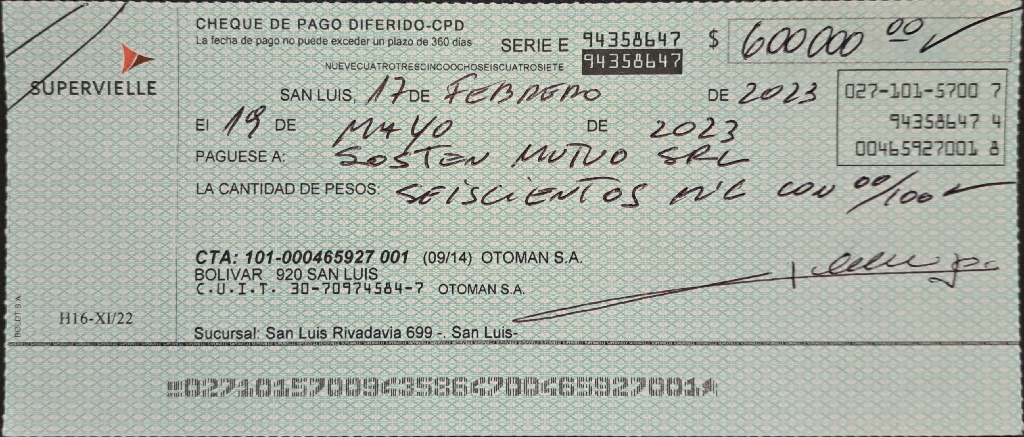 CHEQUE DE PAGO DIFERIDO-CPD
La fecha de pago no puede exceder un plazo de 360 días
SERIE E 94358647 $ 600000 00
94358647
NUEVECUATROTRESCINCOOCHOSEISCUATROSIETE
SUPERVIELLE
SAN LUIS, 17 DE FEBRERO DE 2023
027-101-5700 7
El 19 DE MAYO DE 2023
94358647 4
PAGUESE A: SOSTEN MUTUO SRL
00465927001 8
LA CANTIDAD DE PESOS: SEISCIENTOS MIL CON 00/100
CTA: 101-000465927 001 (09/14) OTOMAN S.A.
BOLIVAR 920 SAN LUIS
C.U.I.T. 30-70974584-7 OTOMAN S.A.
BOLDT S.A.
H16-XI/22
Sucursal: San Luis Rivadavia 699 -. San Luis-
02710157009435864700465927001